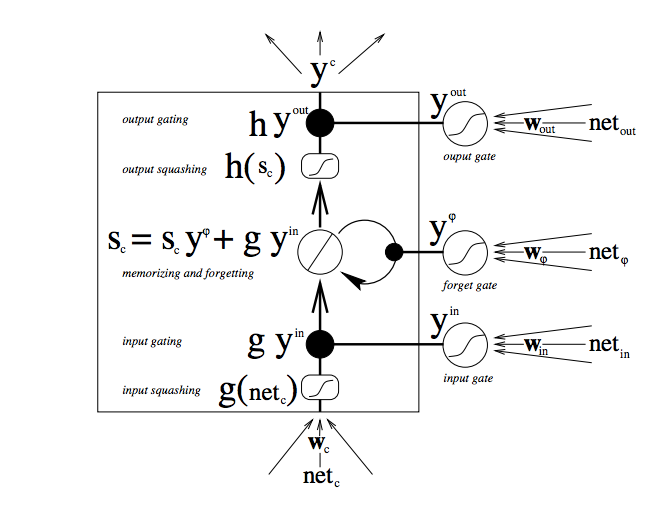 y^c
output gating
h y^out
y^out
w_out
net_out
ouput gate
output squashing
h(s_c)
s_c = s_c y^φ + g y^in
memorizing and forgetting
y^φ
w_φ
net_φ
forget gate
input gating
g y^in
y^in
w_in
net_in
input gate
input squashing
g(net_c)
w_c
net_c